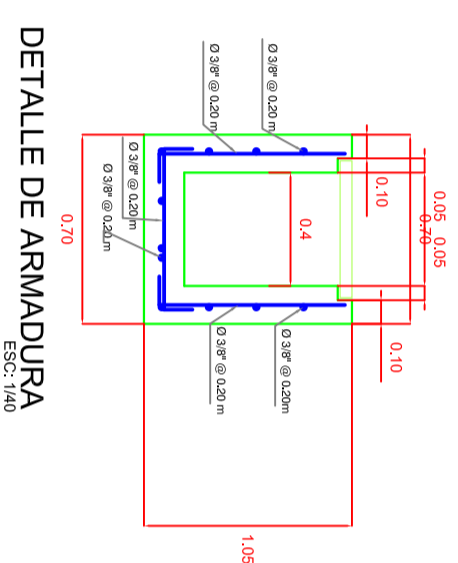 DETALLE DE ARMADURA
ESC: 1/40
Ø 3/8" @ 0.20 m
Ø 3/8" @ 0.20 m
Ø 3/8" @ 0.20 m
Ø 3/8" @ 0.20 m
Ø 3/8" @ 0.20 m
Ø 3/8" @ 0.20m
0.70
0.4
0.10
0.05
0.05
0.70
0.10
1.05